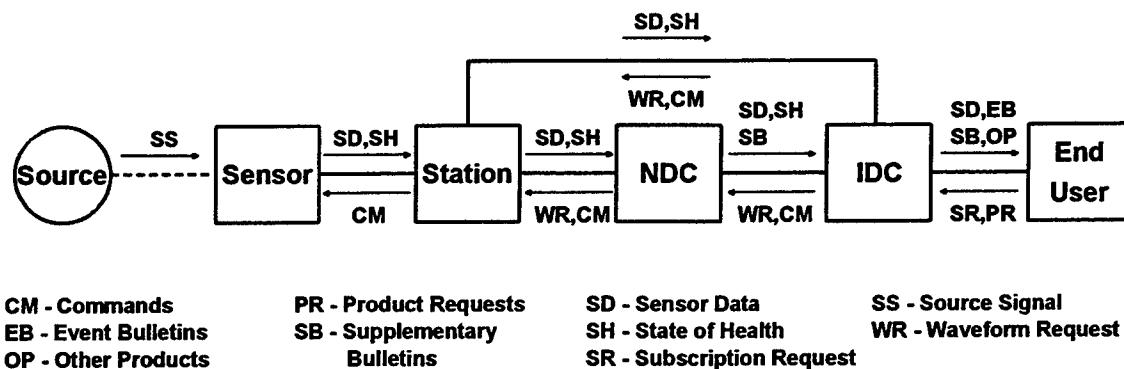 SD,SH
WR,CM
SS
SD,SH
SD,SH
SD,SH
SB
SD,EB
SB,OP
Source
Sensor
Station
NDC
IDC
End
User
CM
WR,CM
WR,CM
SR,PR
CM - Commands
EB - Event Bulletins
OP - Other Products
PR - Product Requests
SB - Supplementary
Bulletins
SD - Sensor Data
SH - State of Health
SR - Subscription Request
SS - Source Signal
WR - Waveform Request